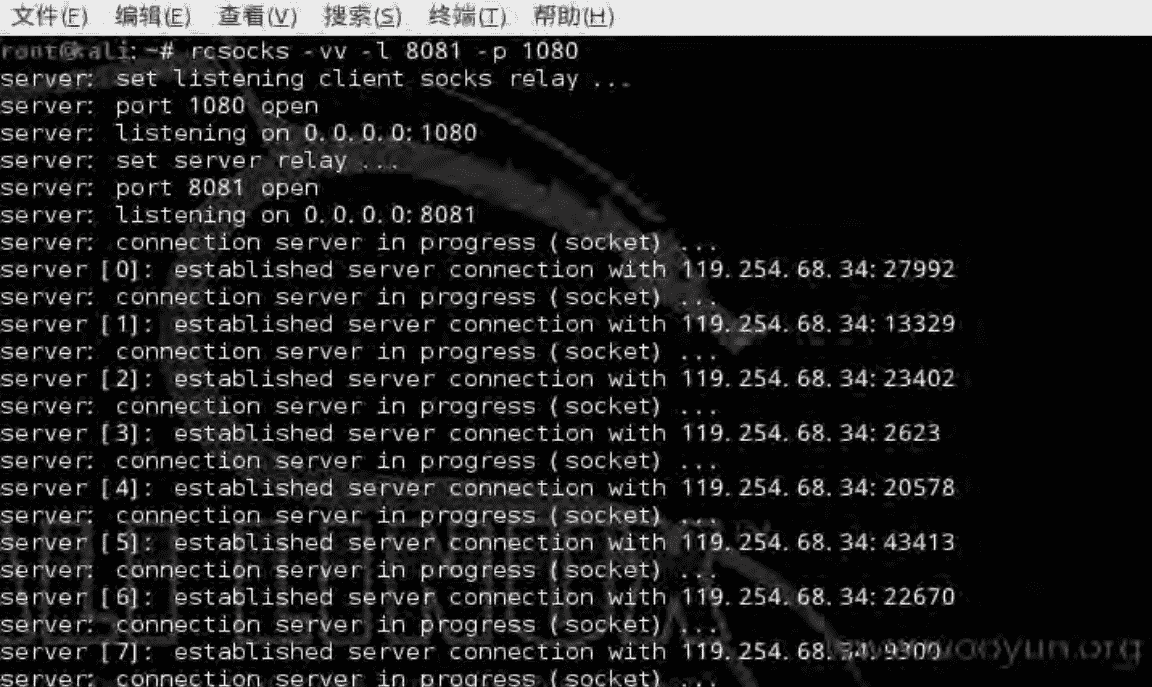 文件(F) 编辑(E) 查看(V) 搜索(S) 终端(T) 帮助(H)
root@kali:~# rcsocks -vv -l 8081 -p 1080
server: set listening client socks relay ...
server: port 1080 open
server: listening on 0.0.0.0:1080
server: set server relay ...
server: port 8081 open
server: listening on 0.0.0.0:8081
server: connection server in progress (socket) ...
server [0]: established server connection with 119.254.68.34:27992
server: connection server in progress (socket) ...
server [1]: established server connection with 119.254.68.34:13329
server: connection server in progress (socket) ...
server [2]: established server connection with 119.254.68.34:23402
server: connection server in progress (socket) ...
server [3]: established server connection with 119.254.68.34:2623
server: connection server in progress (socket) ...
server [4]: established server connection with 119.254.68.34:20578
server: connection server in progress (socket) ...
server [5]: established server connection with 119.254.68.34:43413
server: connection server in progress (socket) ...
server [6]: established server connection with 119.254.68.34:22670
server: connection server in progress (socket) ...
server [7]: established server connection with 119.254.68.34:9300
server: connection server in progress (socket) ...